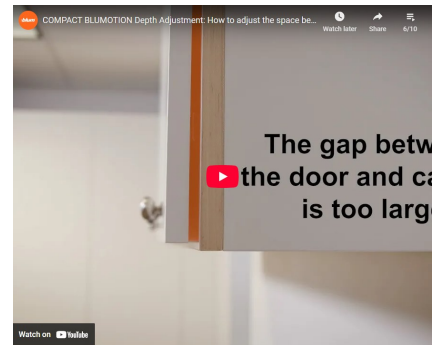 blum
COMPACT BLUMOTION Depth Adjustment: How to adjust the space be...
Watch later
Share
6/10
The gap betw
the door and ca
is too larg
Watch on YouTube